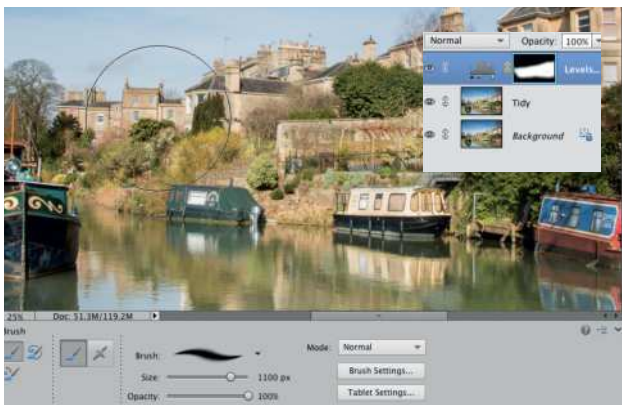 Normal Opacity: 100%
Levels...
Tidy
Background
25% Doc: 51.3M/119.2M
Brush
Brush:
Size: 1100 px
Opacity: 100%
Mode: Normal
Brush Settings...
Tablet Settings...